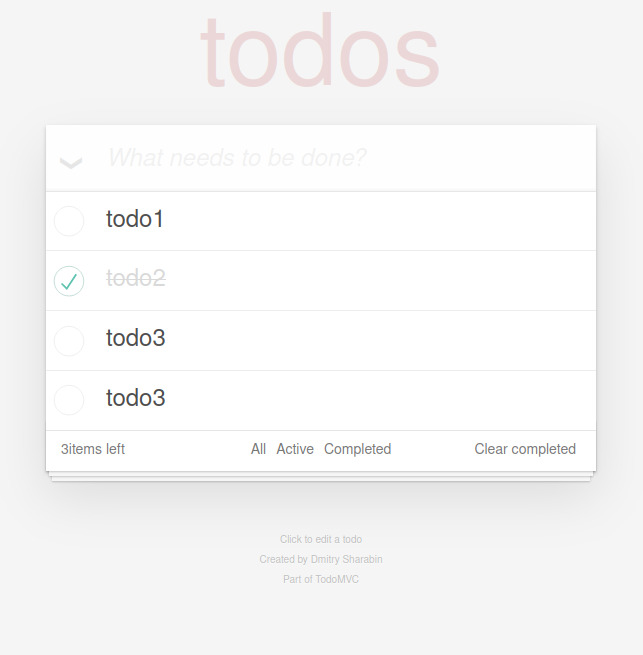 todos
What needs to be done?
todo1
todo2
todo3
todo3
3items left All Active Completed Clear completed
Click to edit a todo
Created by Dmitry Sharabin
Part of TodoMVC